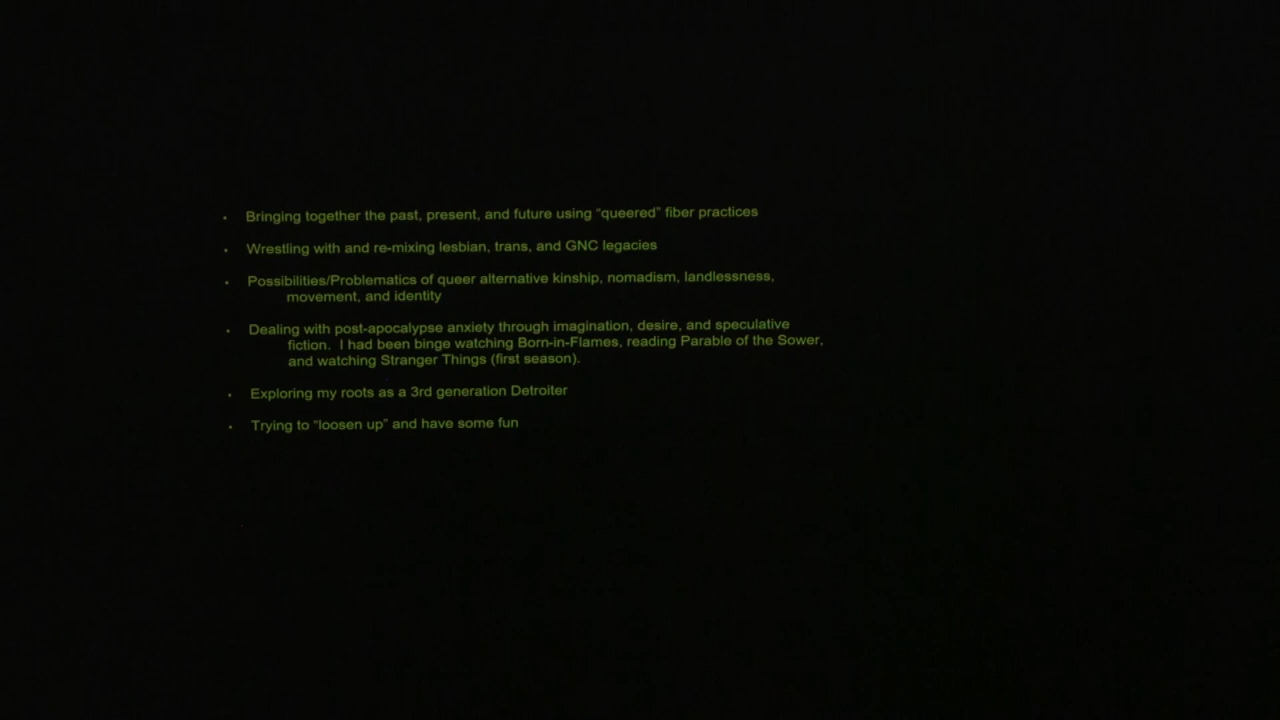 • Bringing together the past, present, and future using “queered” fiber practices
• Wrestling with and re-mixing lesbian, trans, and GNC legacies
• Possibilities/Problematics of queer alternative kinship, nomadism, landlessness,
movement, and identity
• Dealing with post-apocalypse anxiety through imagination, desire, and speculative
fiction. I had been binge watching Born-in-Flames, reading Parable of the Sower,
and watching Stranger Things (first season).
• Exploring my roots as a 3rd generation Detroiter
• Trying to “loosen up” and have some fun